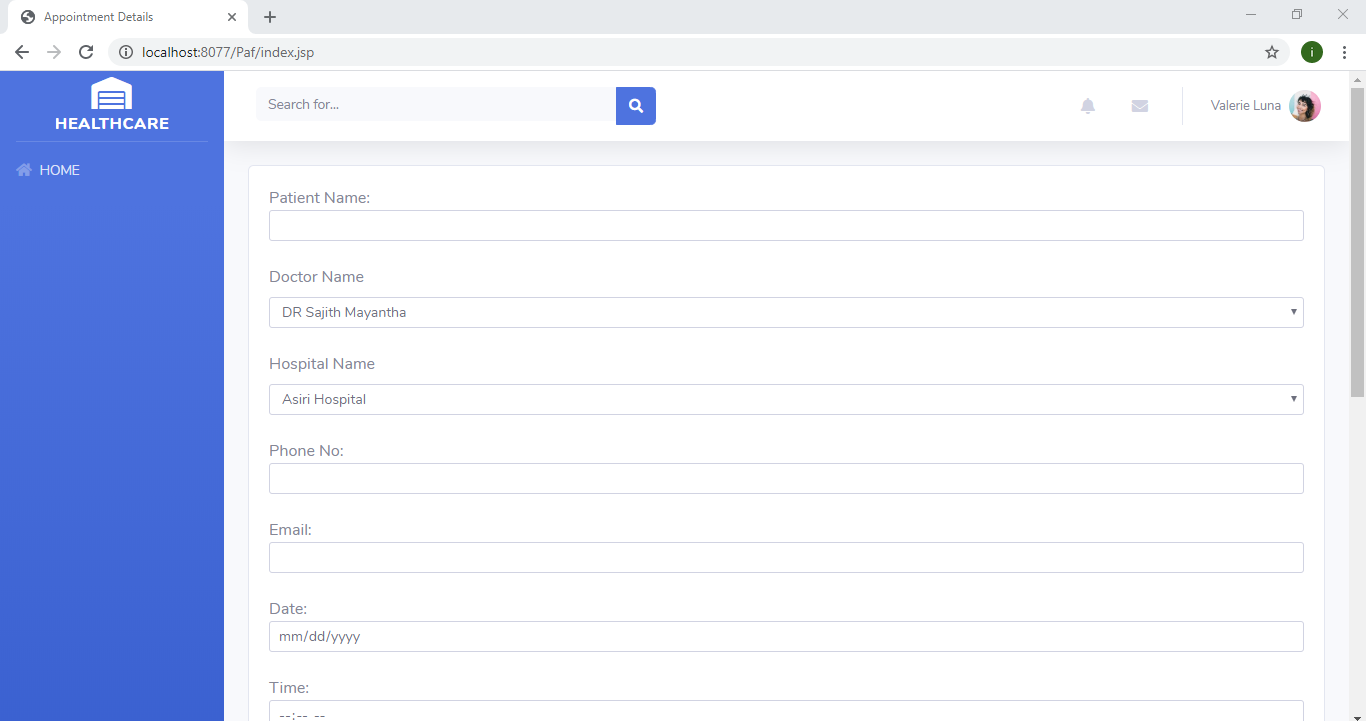 Appointment Details
localhost:8077/Paf/index.jsp
i
HEALTHCARE
Search for...
Valerie Luna
HOME
Patient Name:
Doctor Name
DR Sajith Mayantha
Hospital Name
Asiri Hospital
Phone No:
Email:
Date:
mm/dd/yyyy
Time:
--:-- --